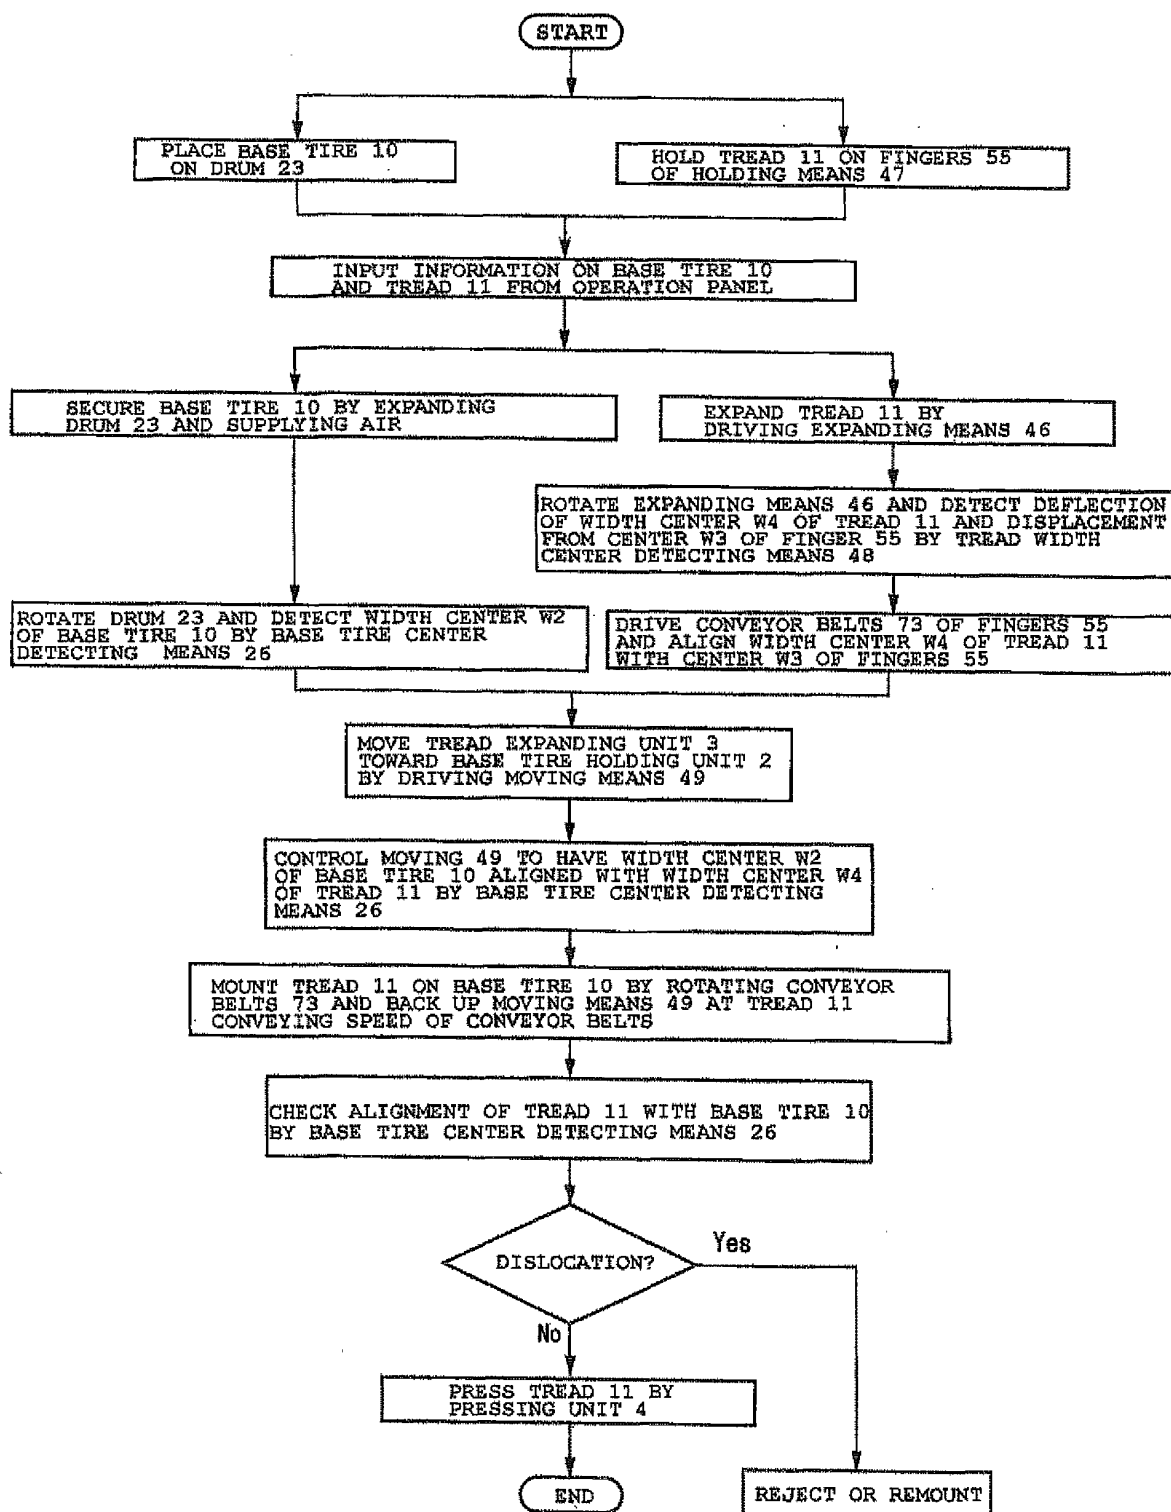 START
PLACE BASE TIRE 10
ON DRUM 23
HOLD TREAD 11 ON FINGERS 55
OF HOLDING MEANS 47
INPUT INFORMATION ON BASE TIRE 10
AND TREAD 11 FROM OPERATION PANEL
SECURE BASE TIRE 10 BY EXPANDING
DRUM 23 AND SUPPLYING AIR
EXPAND TREAD 11 BY
DRIVING EXPANDING MEANS 46
ROTATE EXPANDING MEANS 46 AND DETECT DEFLECTION
OF WIDTH CENTER W4 OF TREAD 11 AND DISPLACEMENT
FROM CENTER W3 OF FINGER 55 BY TREAD WIDTH
CENTER DETECTING MEANS 48
ROTATE DRUM 23 AND DETECT WIDTH CENTER W2
OF BASE TIRE 10 BY BASE TIRE CENTER
DETECTING MEANS 26
DRIVE CONVEYOR BELTS 73 OF FINGERS 55
AND ALIGN WIDTH CENTER W4 OF TREAD 11
WITH CENTER W3 OF FINGERS 55
MOVE TREAD EXPANDING UNIT 3
TOWARD BASE TIRE HOLDING UNIT 2
BY DRIVING MOVING MEANS 49
CONTROL MOVING 49 TO HAVE WIDTH CENTER W2
OF BASE TIRE 10 ALIGNED WITH WIDTH CENTER W4
OF TREAD 11 BY BASE TIRE CENTER DETECTING
MEANS 26
MOUNT TREAD 11 ON BASE TIRE 10 BY ROTATING CONVEYOR
BELTS 73 AND BACK UP MOVING MEANS 49 AT TREAD 11
CONVEYING SPEED OF CONVEYOR BELTS
CHECK ALIGNMENT OF TREAD 11 WITH BASE TIRE 10
BY BASE TIRE CENTER DETECTING MEANS 26
DISLOCATION?
Yes
No
PRESS TREAD 11 BY
PRESSING UNIT 4
END
REJECT OR REMOUNT